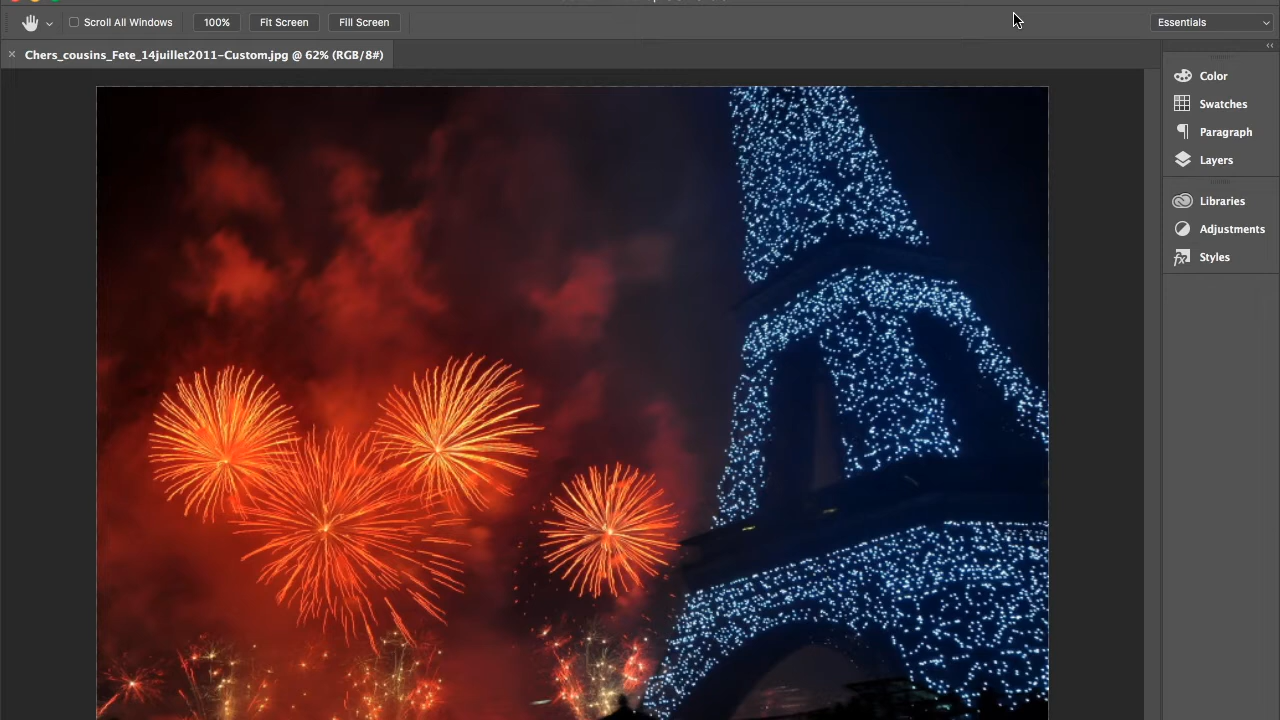 Scroll All Windows 100% Fit Screen Fill Screen Essentials
Chers_cousins_Fete_14juillet2011-Custom.jpg @ 62% (RGB/8#)
Color
Swatches
Paragraph
Layers
Libraries
Adjustments
Styles